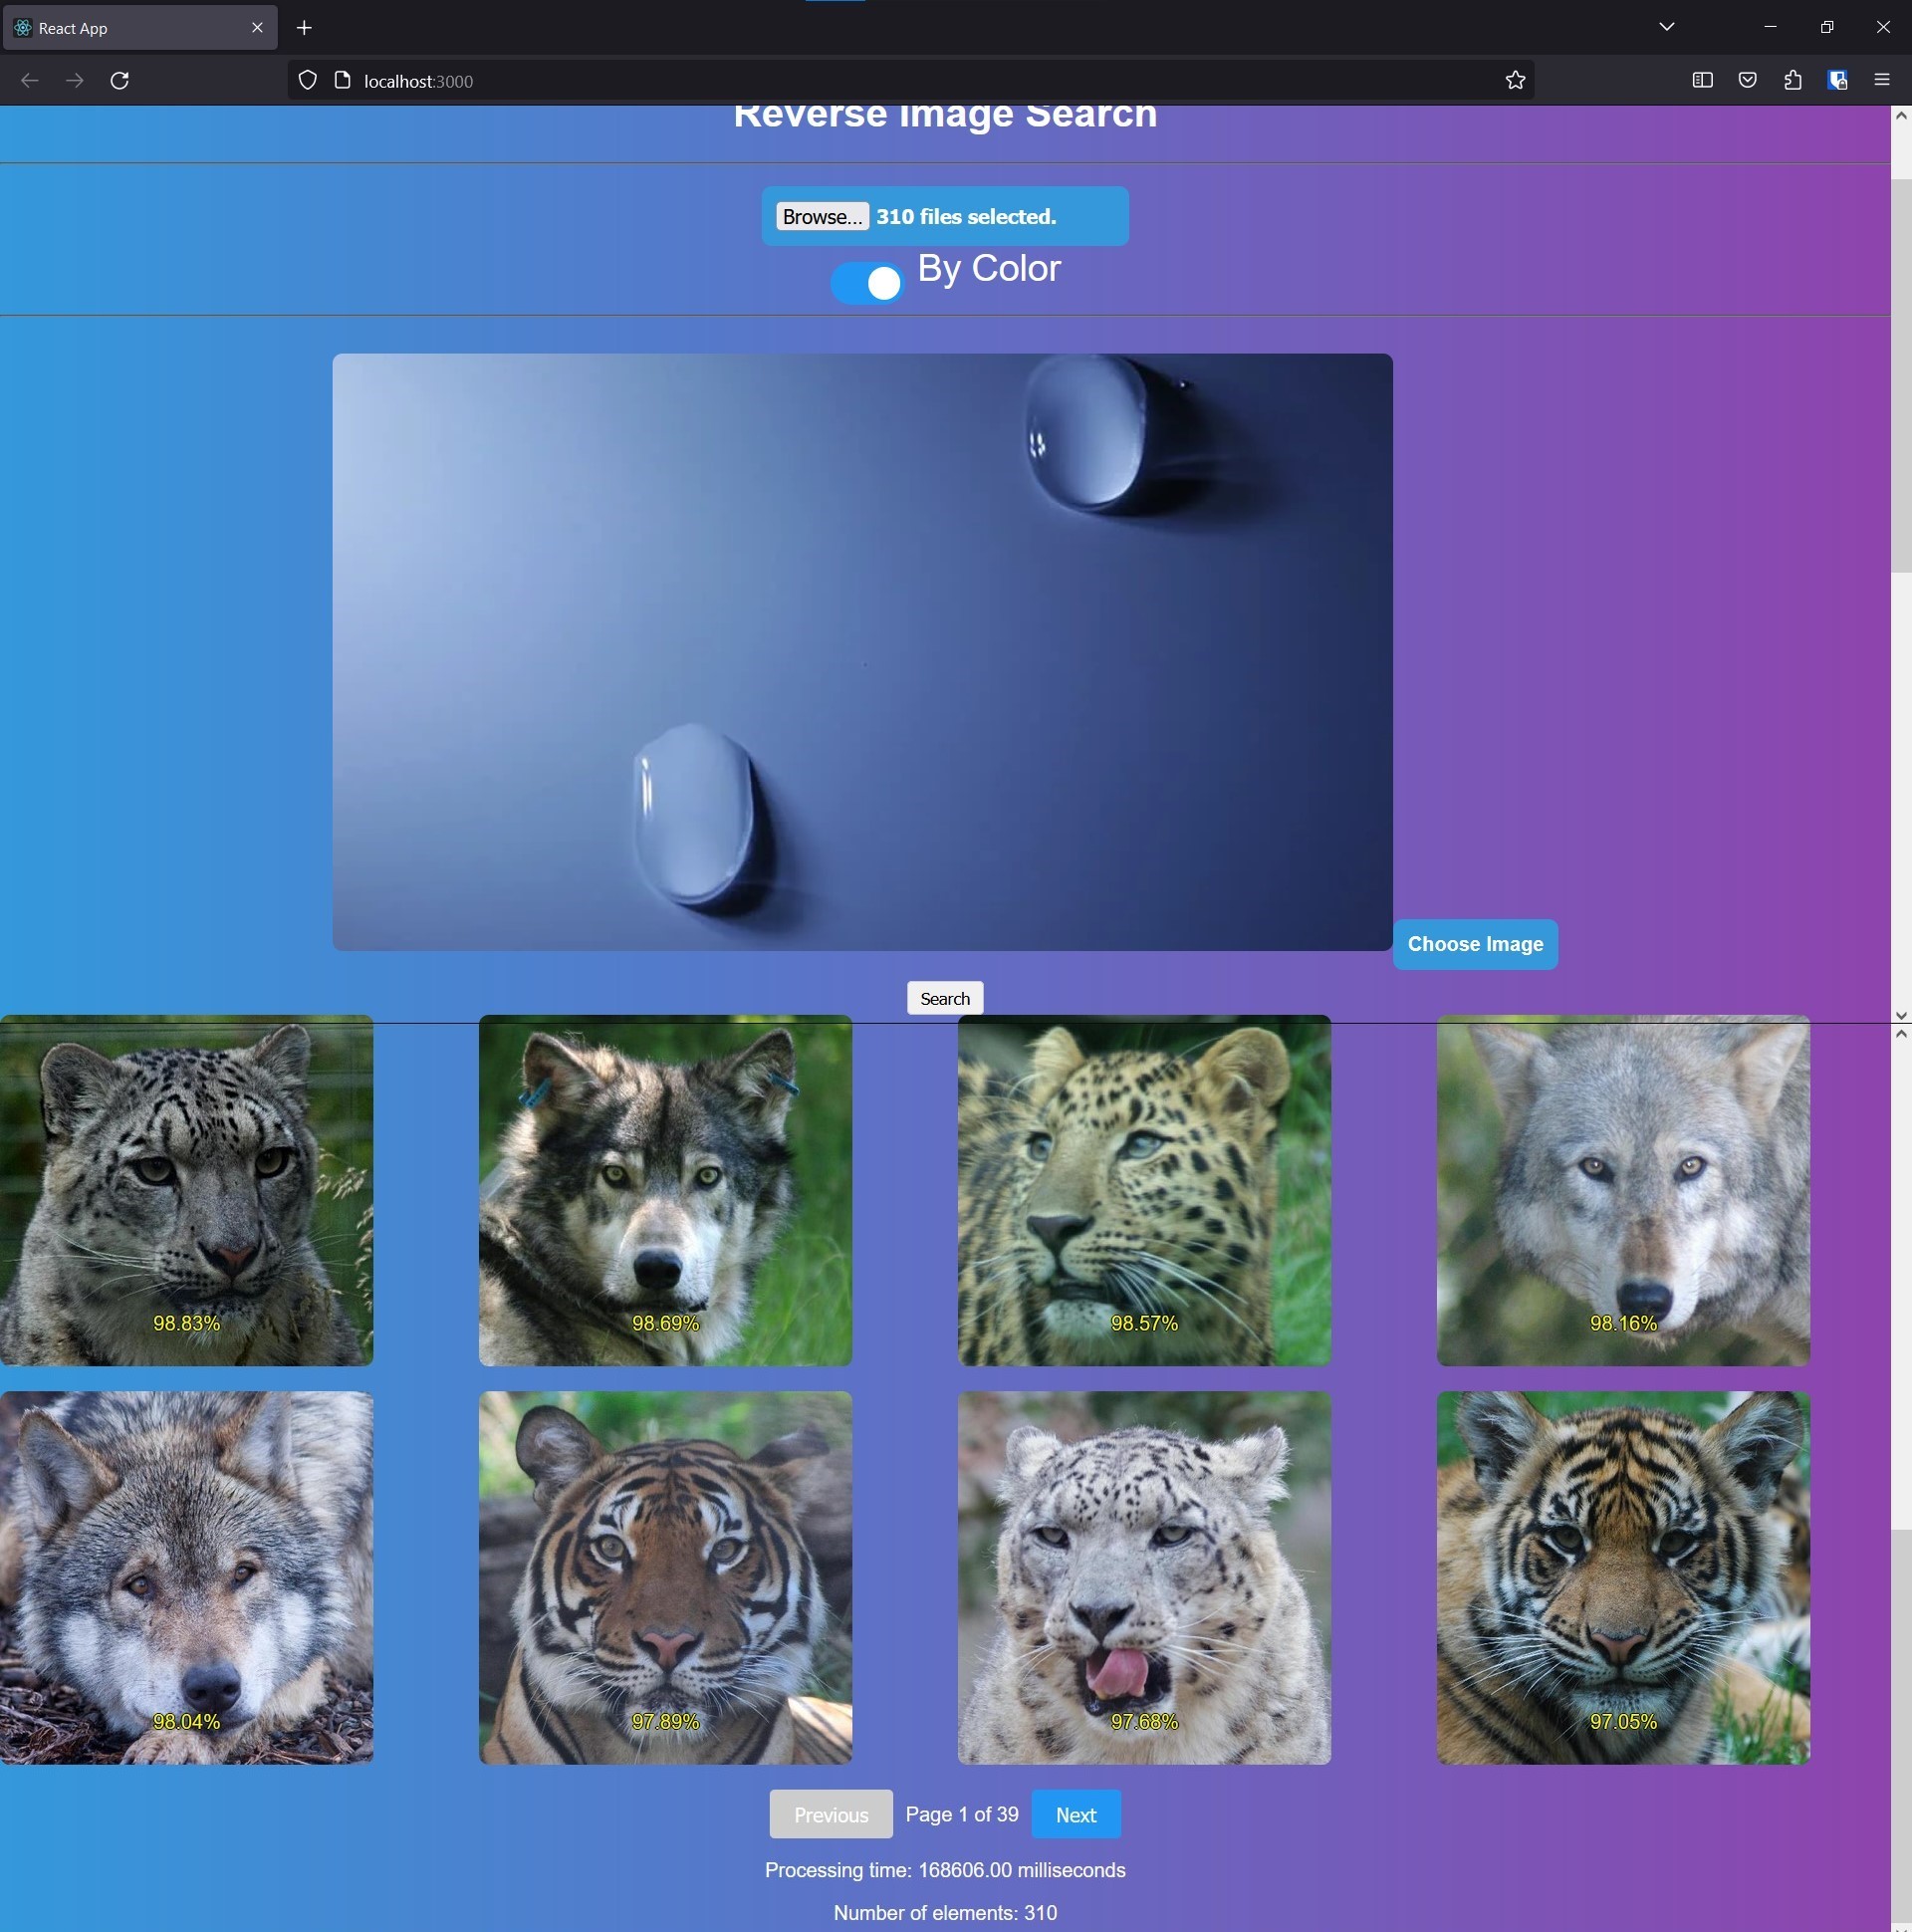 React App
localhost:3000
Reverse Image Search
Browse... 310 files selected.
By Color
Choose Image
Search
98.83%
98.69%
98.57%
98.16%
98.04%
97.89%
97.68%
97.05%
Previous Page 1 of 39 Next
Processing time: 168606.00 milliseconds
Number of elements: 310